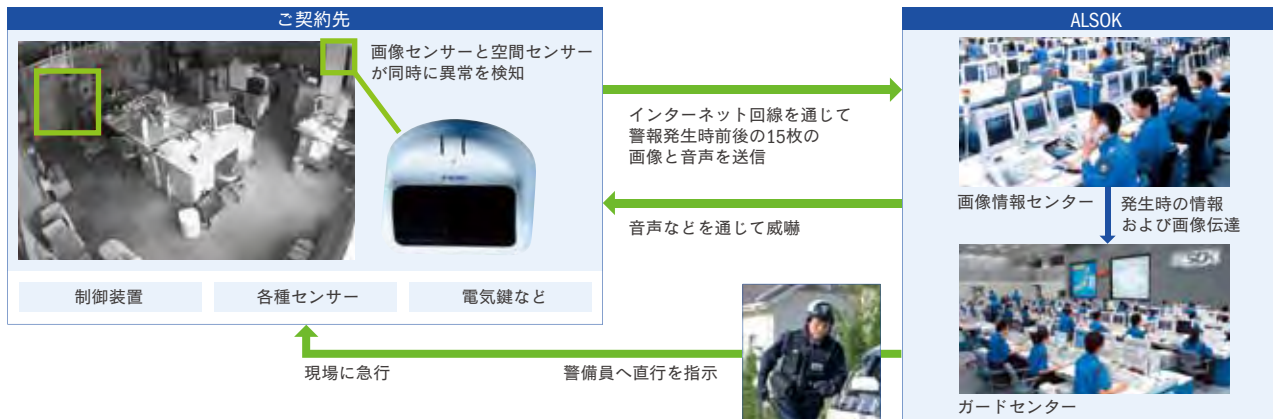 ご契約先
画像センサーと空間センサー
が同時に異常を検知
制御装置
各種センサー
電気鍵など
インターネット回線を通じて
警報発生時前後の15枚の
画像と音声を送信
音声などを通じて威嚇
現場に急行
警備員へ直行を指示
ALSOK
画像情報センター
発生時の情報
および画像伝達
ガードセンター